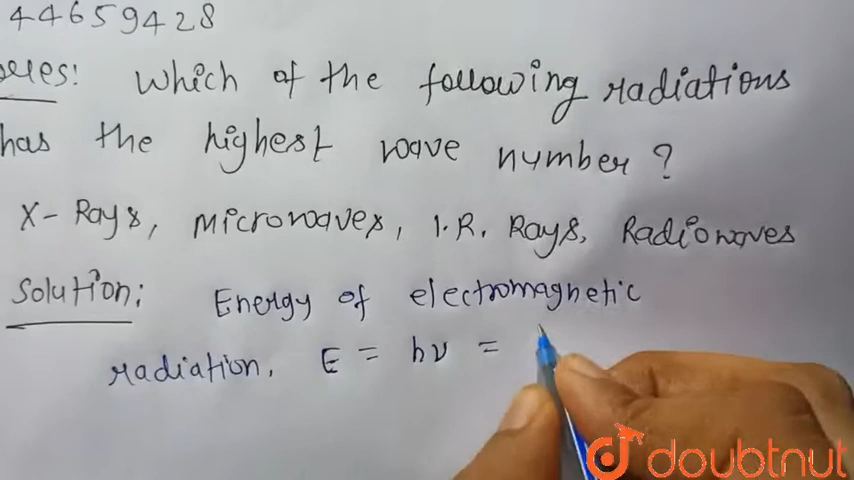 44659428
Which of the following radiations
has the highest wave number?
X-Rays, Microwaves, I.R. Rays, Radiowaves
Solution: Energy of electromagnetic
radiation, E = hν =
doubtnut